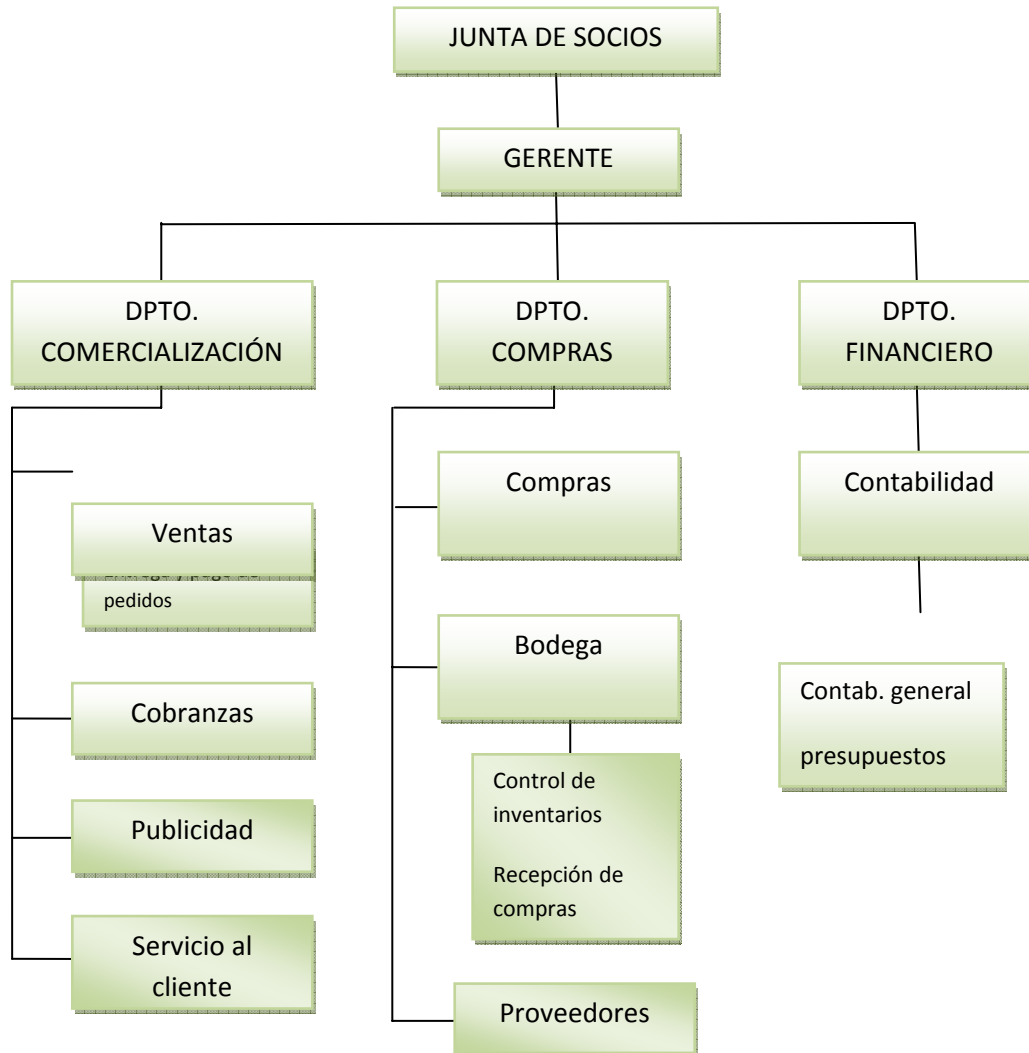 JUNTA DE SOCIOS
GERENTE
DPTO.
COMERCIALIZACIÓN
DPTO.
COMPRAS
DPTO.
FINANCIERO
Ventas
pedidos
Cobranzas
Publicidad
Servicio al
cliente
Compras
Bodega
Control de
inventarios
Recepción de
compras
Proveedores
Contabilidad
Contab. general
presupuestos